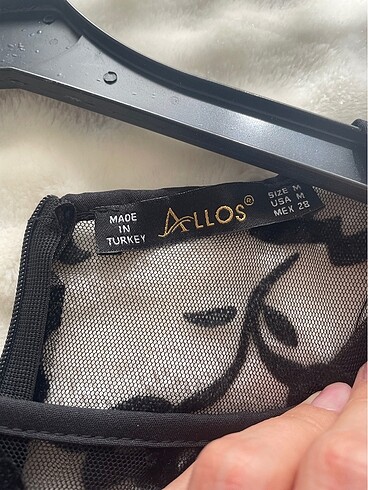 MADE
IN
TURKEY
ALLOS®
SIZE M
USA M
MEX 28